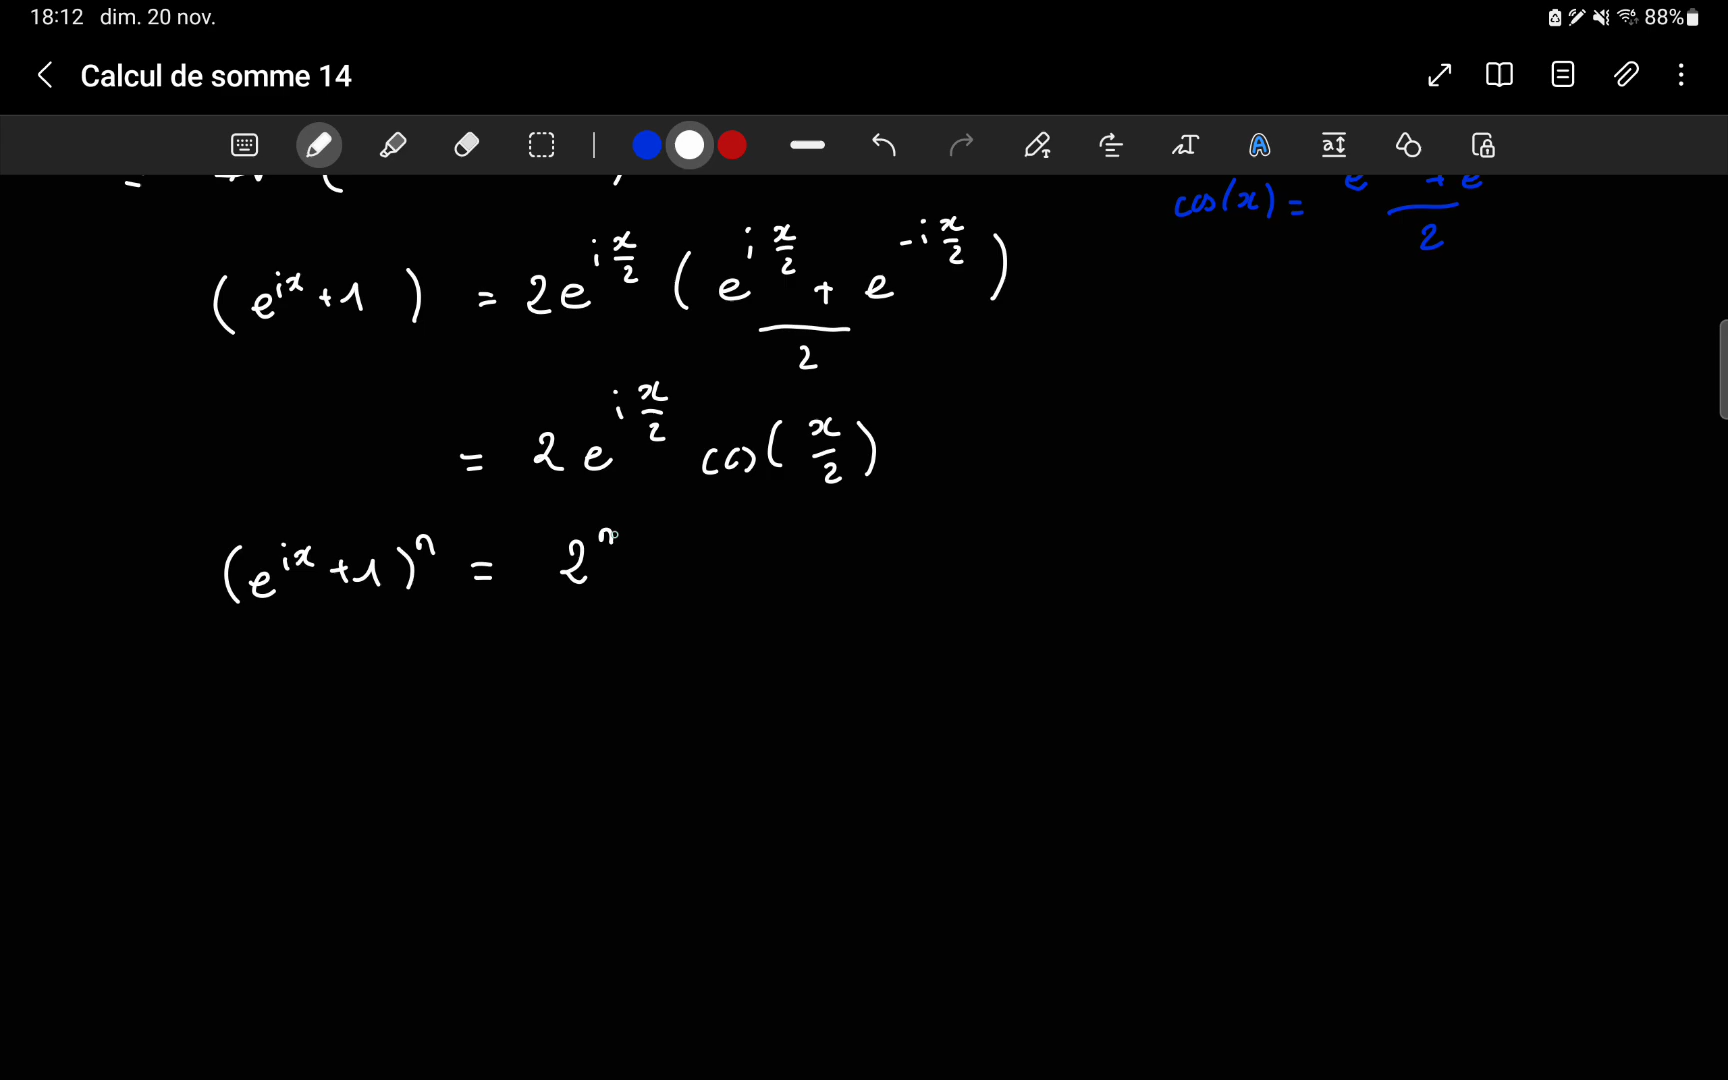 18:12 dim. 20 nov. 88%
Calcul de somme 14
cos(x) = e + e / 2
(e^{ix} + 1) = 2e^{i x/2} (e^{i x/2} + e^{-i x/2}) / 2
= 2 e^{i x/2} cos(x/2)
(e^{ix} + 1)^n = 2^n